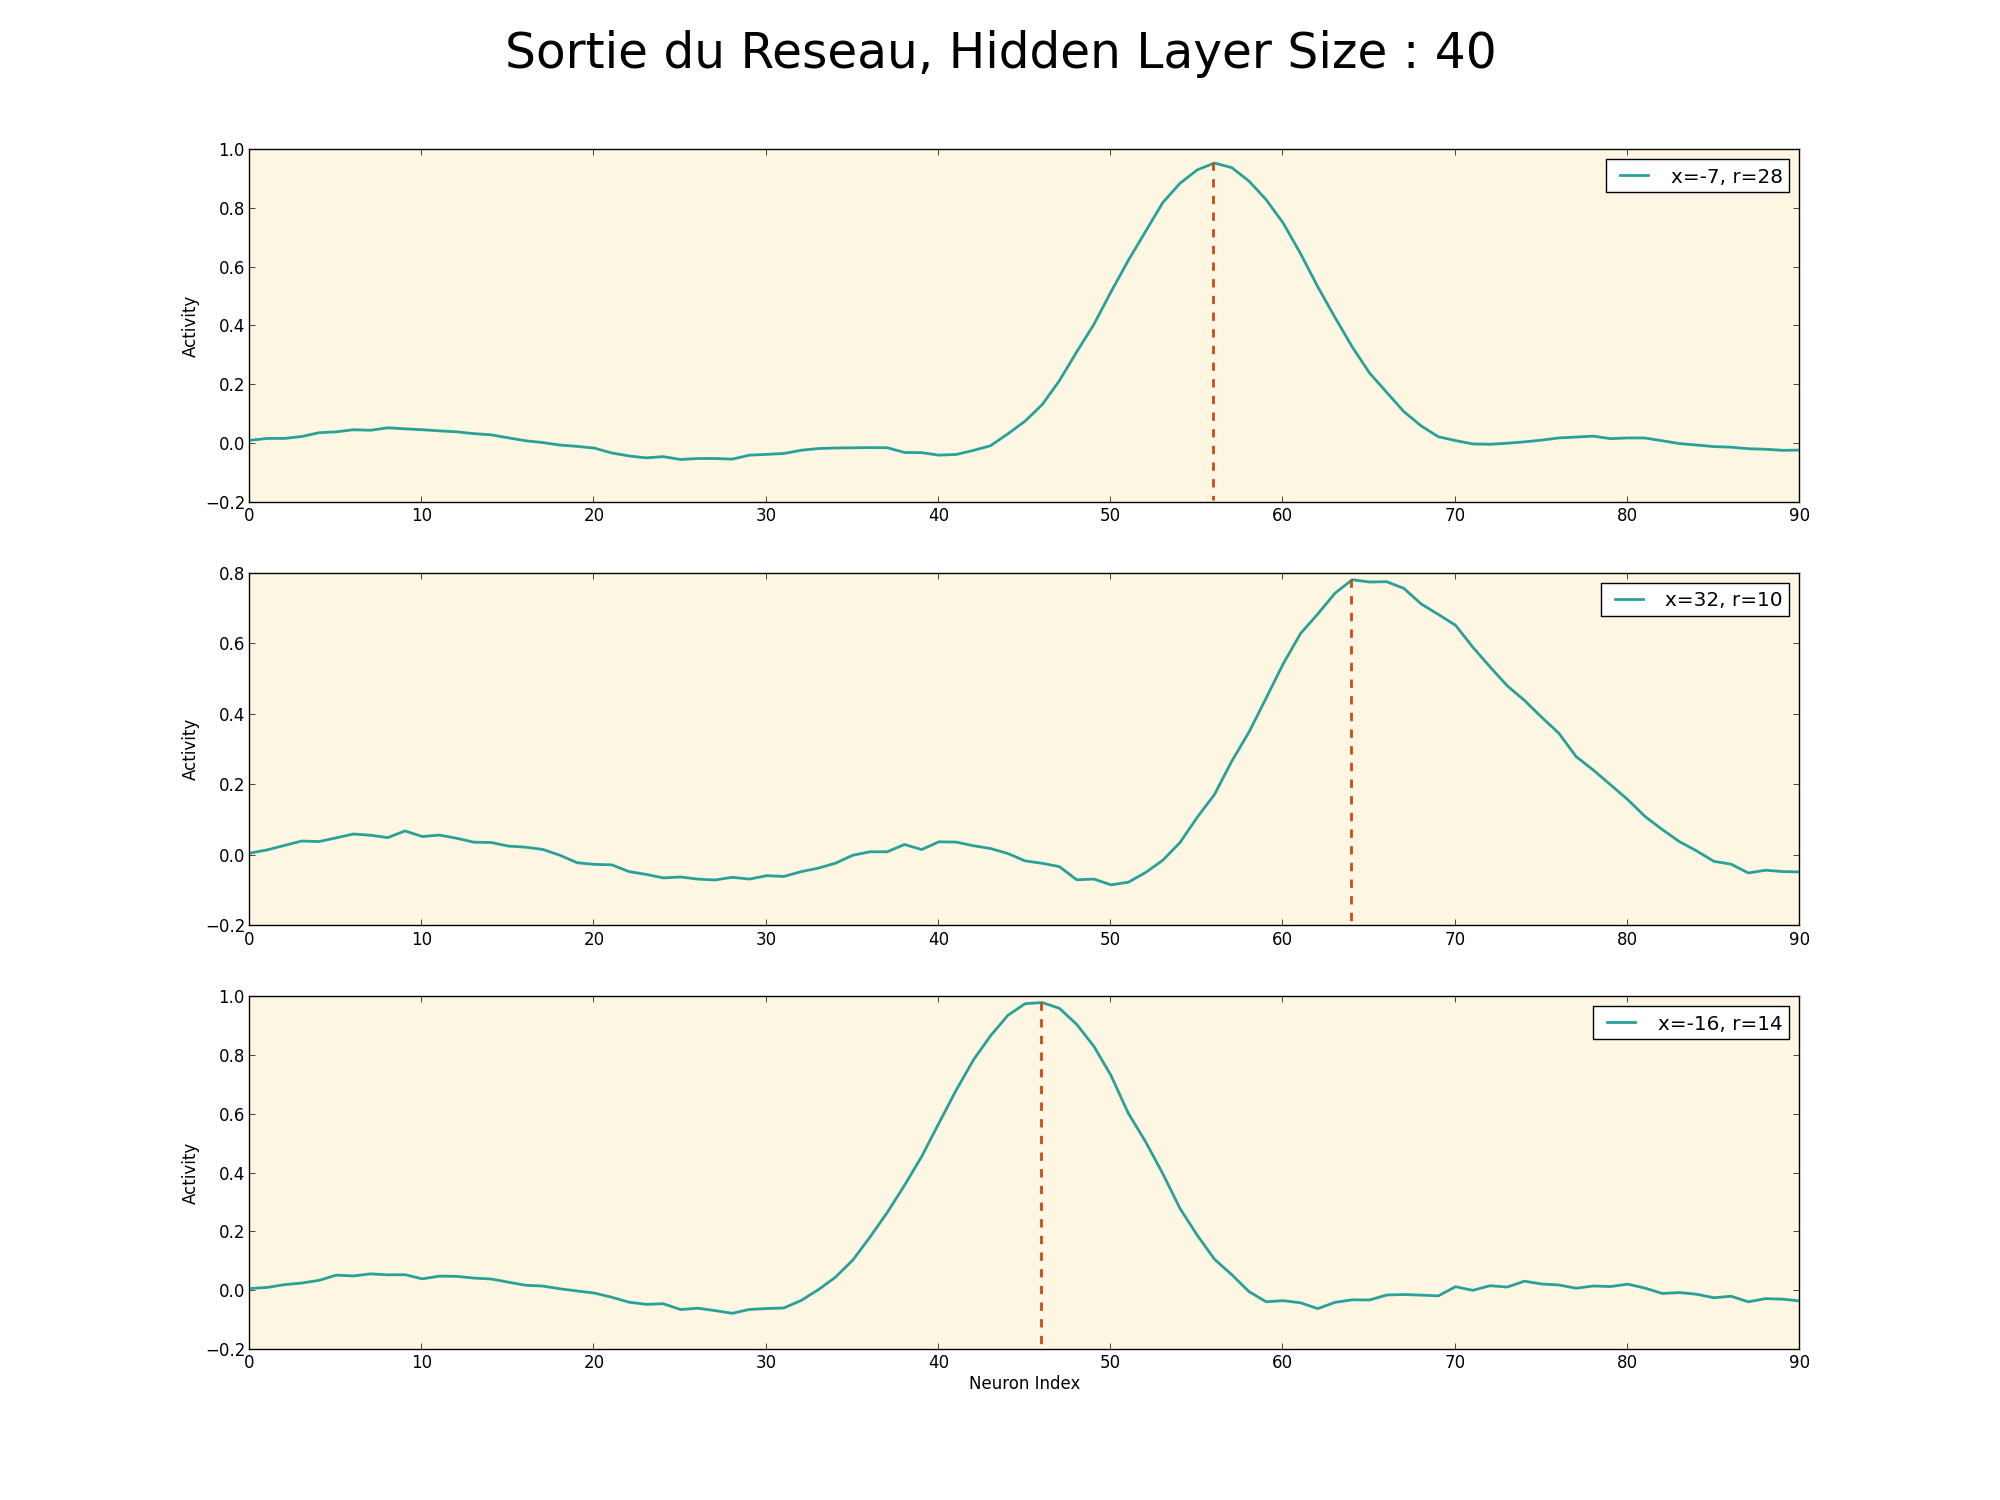 Sortie du Reseau, Hidden Layer Size : 40
1.0
0.8
0.6
0.4
0.2
0.0
−0.2
Activity
x=-7, r=28
0 10 20 30 40 50 60 70 80 90
0.8
0.6
0.4
0.2
0.0
−0.2
Activity
x=32, r=10
0 10 20 30 40 50 60 70 80 90
1.0
0.8
0.6
0.4
0.2
0.0
−0.2
Activity
x=-16, r=14
0 10 20 30 40 50 60 70 80 90
Neuron Index